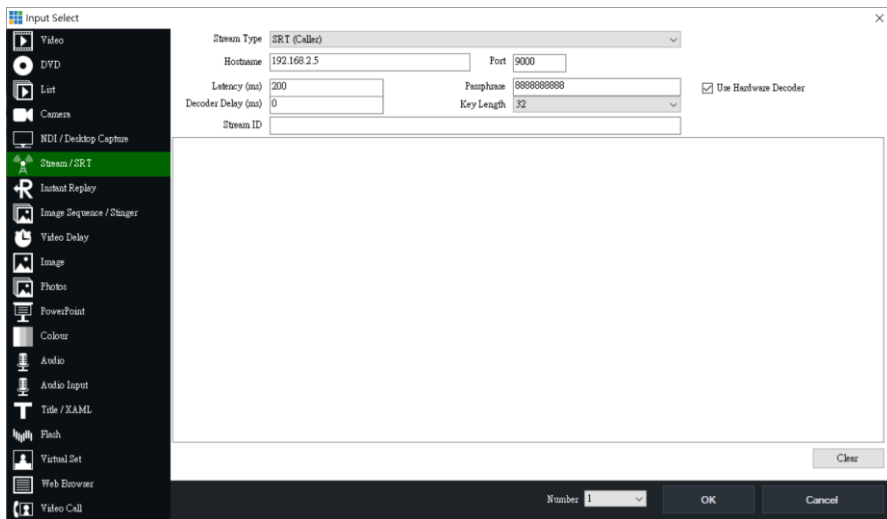 Input Select
Video
DVD
List
Camera
NDI / Desktop Capture
Stream / SRT
Instant Replay
Image Sequence / Stinger
Video Delay
Image
Photos
PowerPoint
Colour
Audio
Audio Input
Title / XAML
Flash
Virtual Set
Web Browser
Video Call
Stream Type SRT (Caller)
Hostname 192.168.2.5 Port 9000
Latency (ms) 200 Passphrase 8888888888 Use Hardware Decoder
Decoder Delay (ms) 0 Key Length 32
Stream ID
Clear
Number 1 OK Cancel